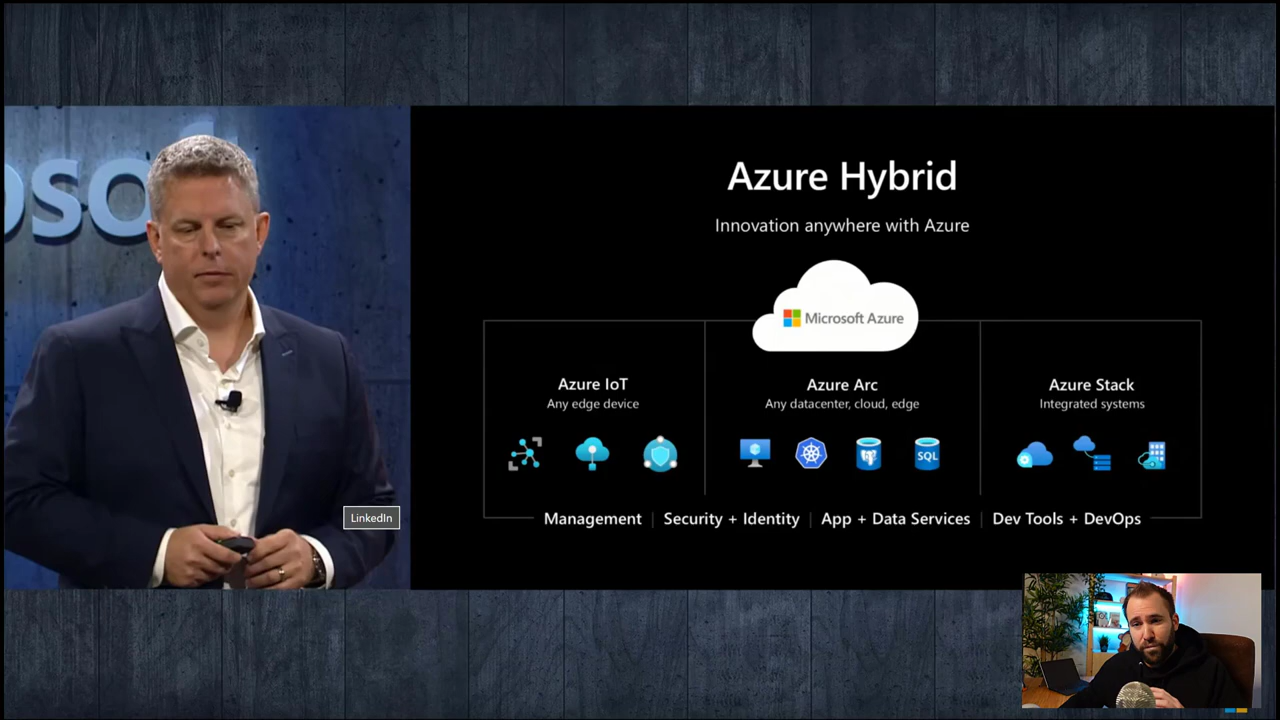 Azure Hybrid
Innovation anywhere with Azure
Microsoft Azure
Azure IoT
Any edge device
Azure Arc
Any datacenter, cloud, edge
SQL
Azure Stack
Integrated systems
Management | Security + Identity | App + Data Services | Dev Tools + DevOps
LinkedIn